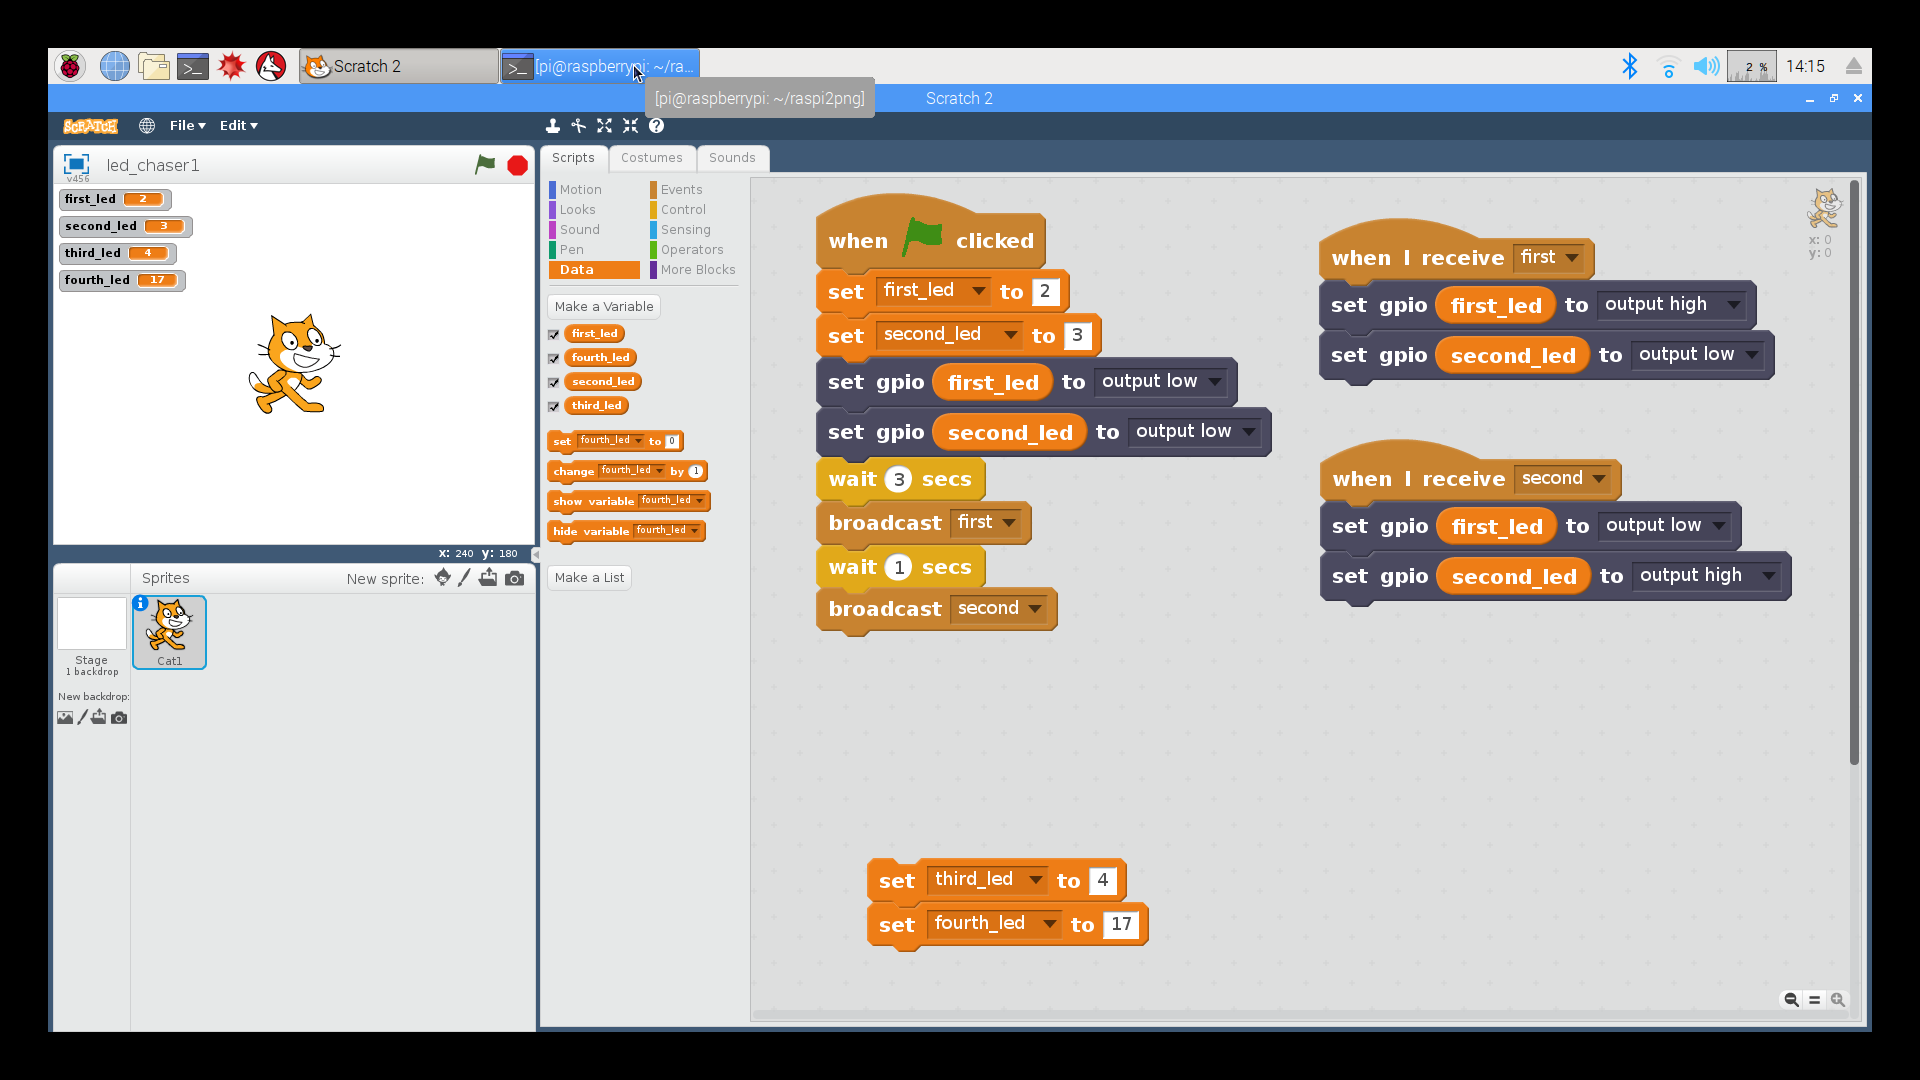 Scratch 2
[pi@raspberrypi: ~/ra...
2 %
14:15
[pi@raspberrypi: ~/raspi2png]
Scratch 2
SCRATCH
File
Edit
?
v456
led_chaser1
first_led 2
second_led 3
third_led 4
fourth_led 17
x: 240 y: 180
Sprites
New sprite:
Stage
1 backdrop
New backdrop:
i
Cat1
Scripts
Costumes
Sounds
Motion
Looks
Sound
Pen
Data
Events
Control
Sensing
Operators
More Blocks
Make a Variable
first_led
fourth_led
second_led
third_led
set fourth_led to 0
change fourth_led by 1
show variable fourth_led
hide variable fourth_led
Make a List
when clicked
set first_led to 2
set second_led to 3
set gpio first_led to output low
set gpio second_led to output low
wait 3 secs
broadcast first
wait 1 secs
broadcast second
set third_led to 4
set fourth_led to 17
when I receive first
set gpio first_led to output high
set gpio second_led to output low
when I receive second
set gpio first_led to output low
set gpio second_led to output high
x: 0
y: 0